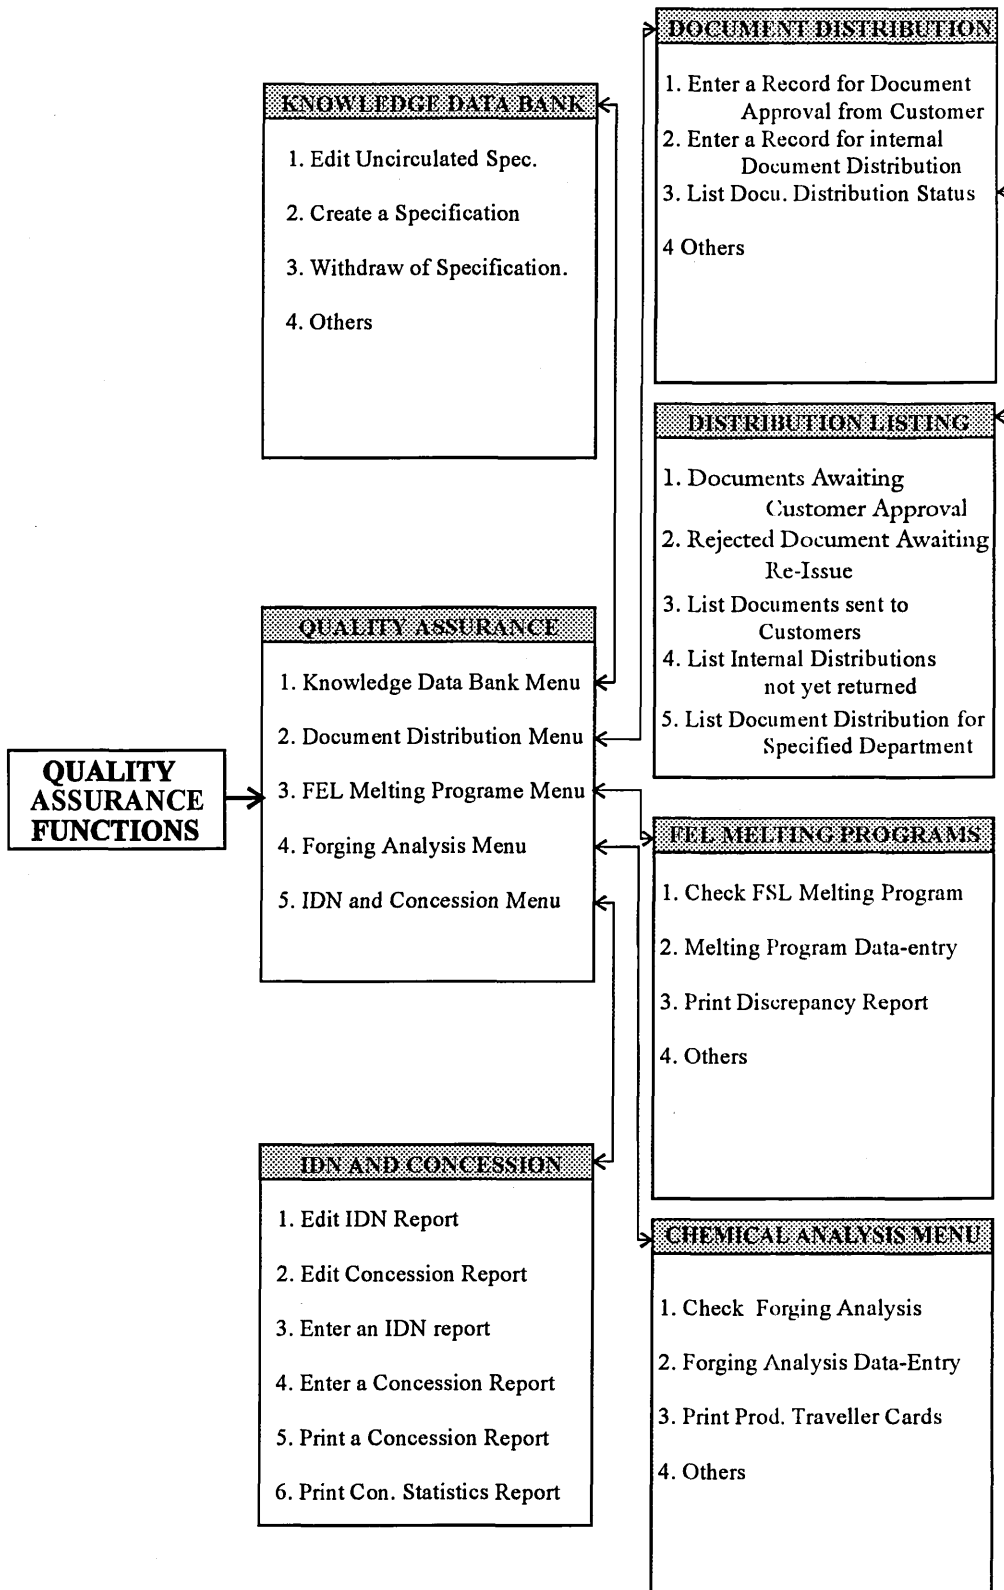 DOCUMENT DISTRIBUTION
1. Enter a Record for Document
Approval from Customer
2. Enter a Record for internal
Document Distribution
3. List Docu. Distribution Status
4 Others
KNOWLEDGE DATA BANK
1. Edit Uncirculated Spec.
2. Create a Specification
3. Withdraw of Specification.
4. Others
DISTRIBUTION LISTING
1. Documents Awaiting
Customer Approval
2. Rejected Document Awaiting
Re-Issue
3. List Documents sent to
Customers
4. List Internal Distributions
not yet returned
5. List Document Distribution for
Specified Department
QUALITY ASSURANCE
1. Knowledge Data Bank Menu
2. Document Distribution Menu
3. FEL Melting Programe Menu
4. Forging Analysis Menu
5. IDN and Concession Menu
QUALITY
ASSURANCE
FUNCTIONS
FEL MELTING PROGRAMS
1. Check FSL Melting Program
2. Melting Program Data-entry
3. Print Discrepancy Report
4. Others
IDN AND CONCESSION
1. Edit IDN Report
2. Edit Concession Report
3. Enter an IDN report
4. Enter a Concession Report
5. Print a Concession Report
6. Print Con. Statistics Report
CHEMICAL ANALYSIS MENU
1. Check Forging Analysis
2. Forging Analysis Data-Entry
3. Print Prod. Traveller Cards
4. Others